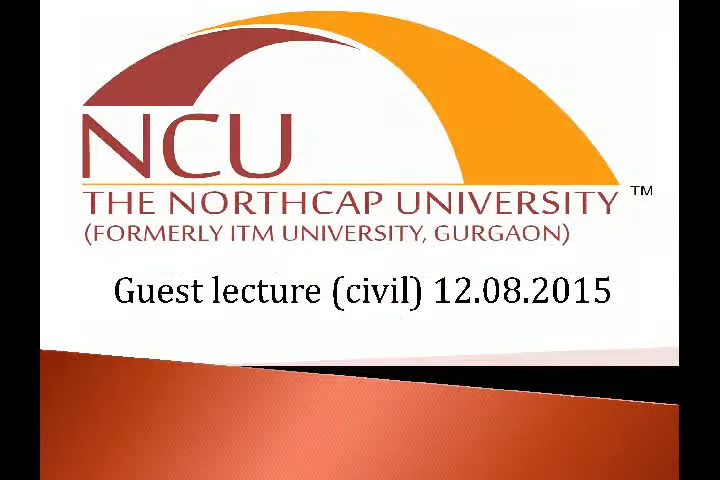 NCU
THE NORTHCAP UNIVERSITY ™
(FORMERLY ITM UNIVERSITY, GURGAON)
Guest lecture (civil) 12.08.2015